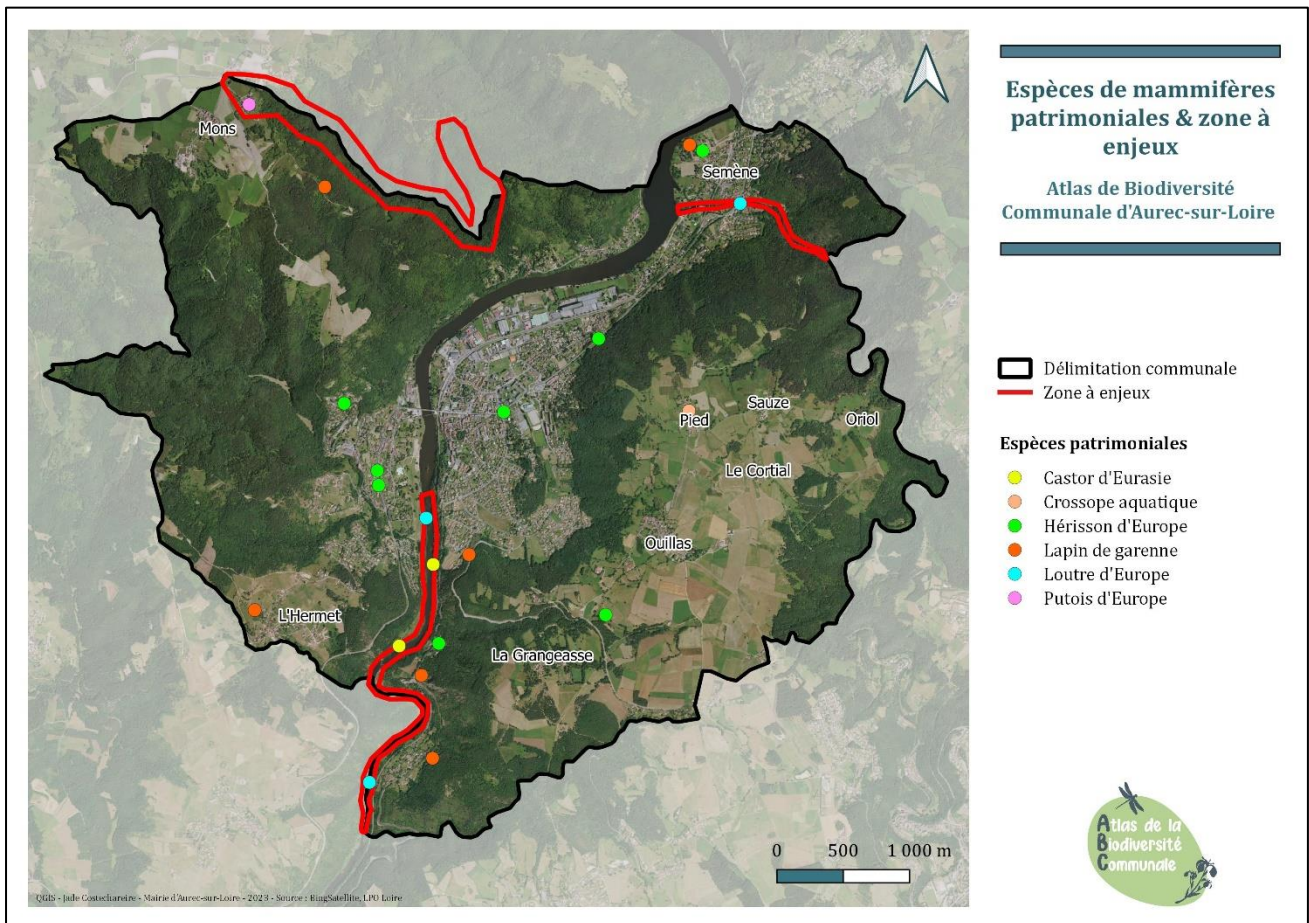 Espèces de mammifères
patrimoniales & zone à
enjeux
Atlas de Biodiversité
Communale d'Aurec-sur-Loire
Délimitation communale
Zone à enjeux
Espèces patrimoniales
Castor d'Eurasie
Crossope aquatique
Hérisson d'Europe
Lapin de garenne
Loutre d'Europe
Putois d'Europe
Mons
Semène
Sauze
Pied
Oriol
Le Cortial
Ouillas
L'Hermet
La Grangeasse
0 500 1 000 m
QGIS - Jade Costechareire - Mairie d'Aurec-sur-Loire - 2023 - Source : BingSatellite, LPO Loire
Atlas de la
Biodiversité
Communale